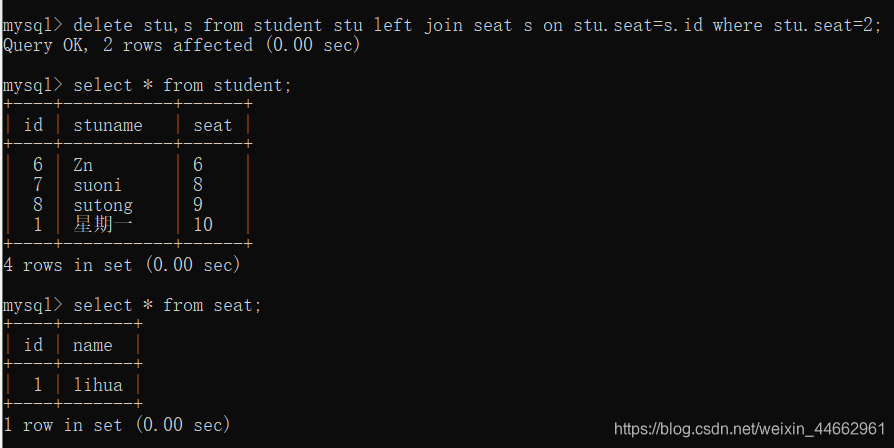 mysql> delete stu,s from student stu left join seat s on stu.seat=s.id where stu.seat=2;
Query OK, 2 rows affected (0.00 sec)
mysql> select * from student;
+----+-----------+------+
| id | stuname   | seat |
+----+-----------+------+
|  6 | Zn        | 6    |
|  7 | suoni     | 8    |
|  8 | sutong    | 9    |
|  1 | 星期一    | 10   |
+----+-----------+------+
4 rows in set (0.00 sec)
mysql> select * from seat;
+----+-------+
| id | name  |
+----+-------+
|  1 | lihua |
+----+-------+
1 row in set (0.00 sec)
https://blog.csdn.net/weixin_44662961